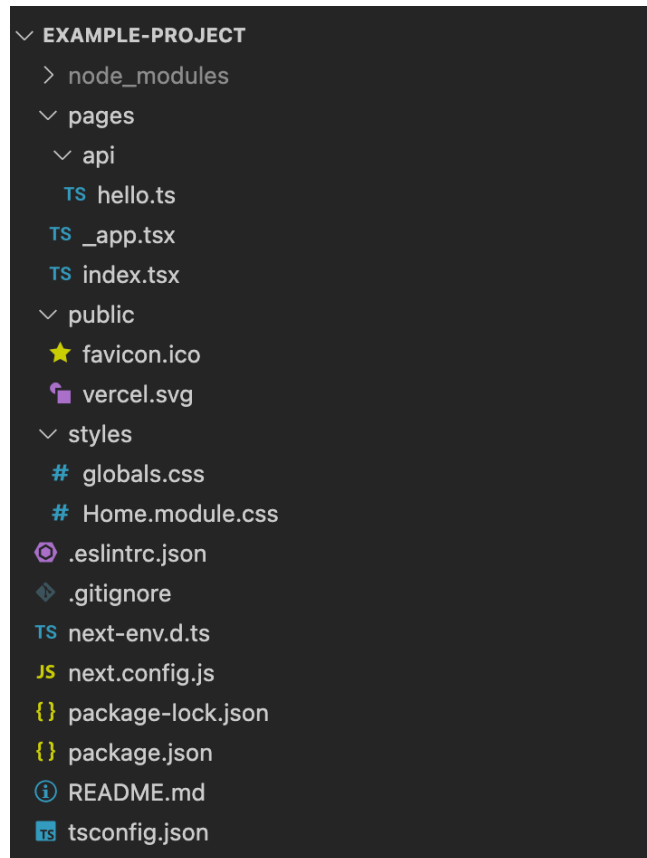 EXAMPLE-PROJECT
node_modules
pages
api
TS hello.ts
TS _app.tsx
TS index.tsx
public
favicon.ico
vercel.svg
styles
# globals.css
# Home.module.css
.eslintrc.json
.gitignore
TS next-env.d.ts
JS next.config.js
{} package-lock.json
{} package.json
README.md
TS tsconfig.json